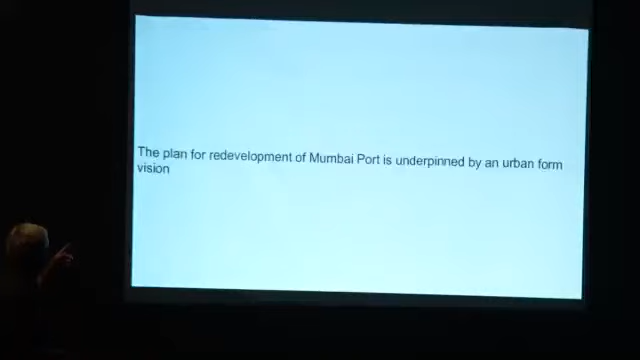 The plan for redevelopment of Mumbai Port is underpinned by an urban form
vision